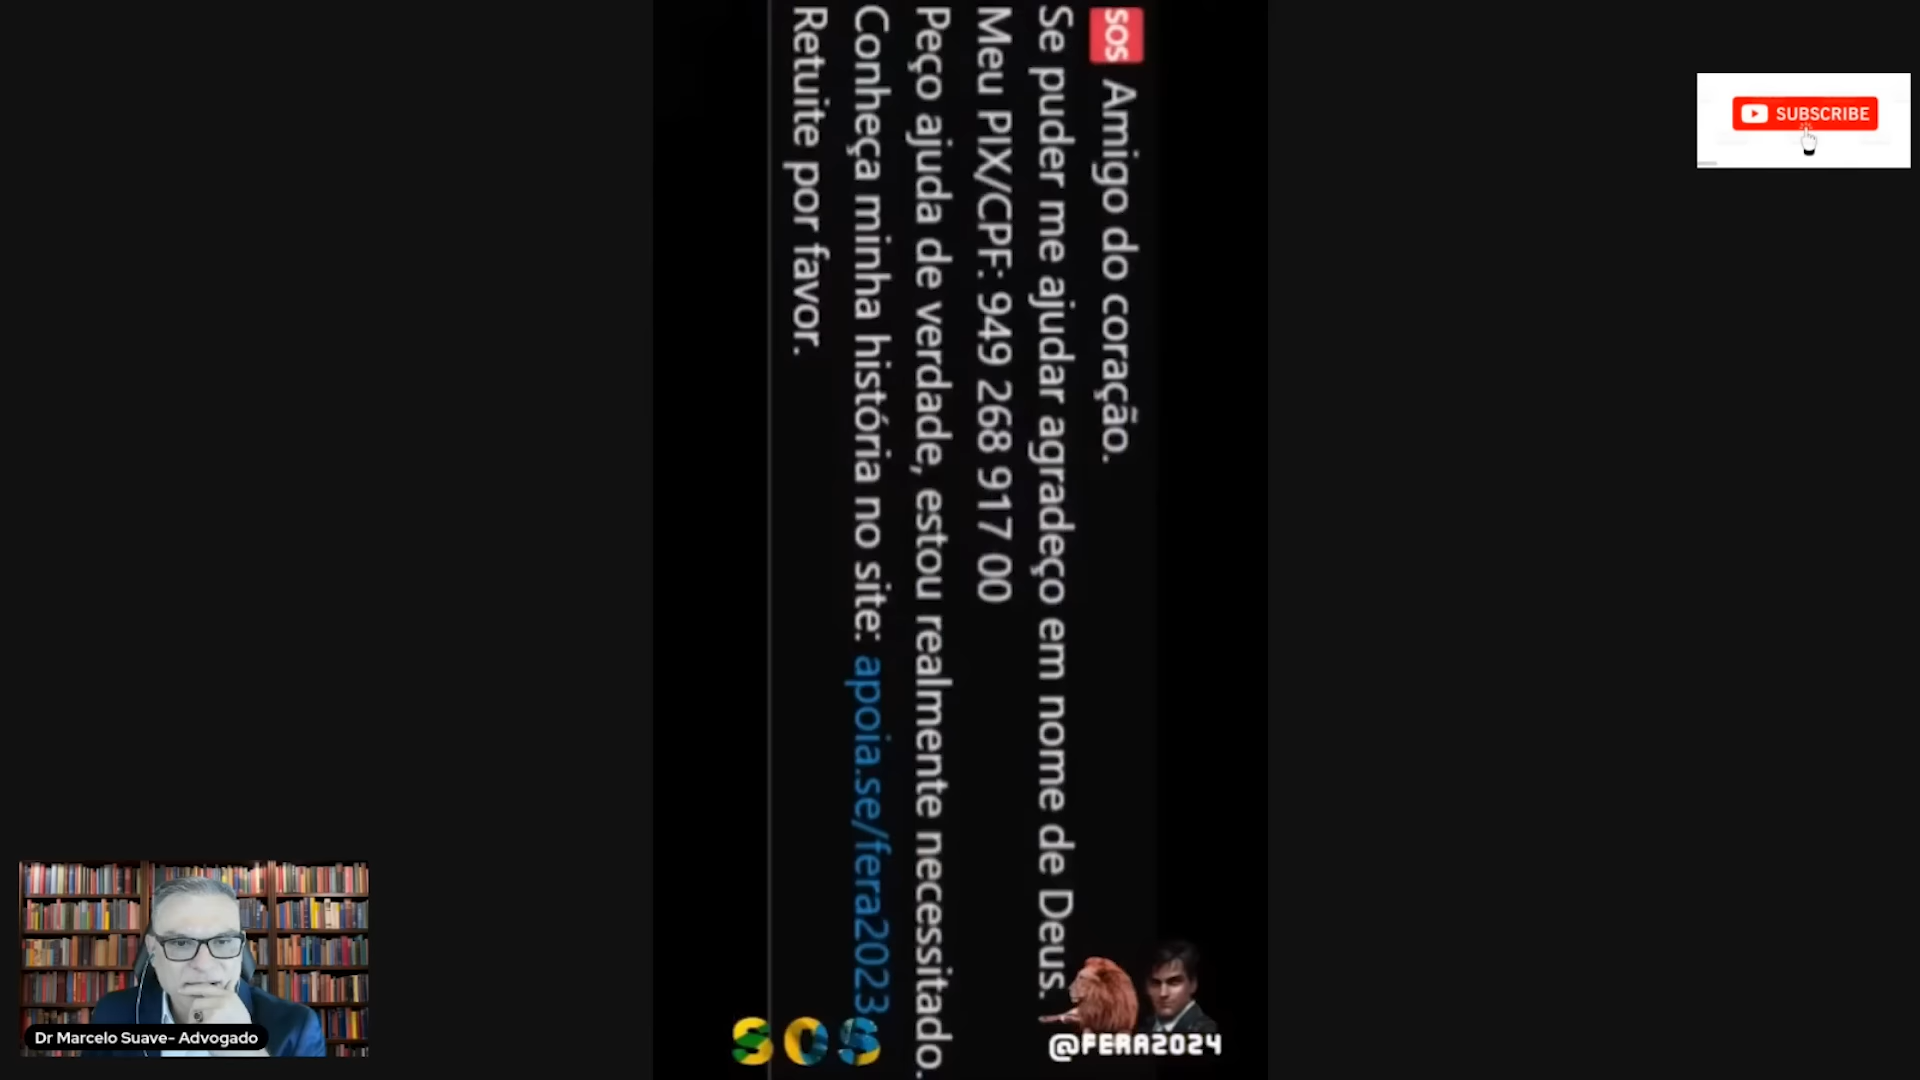 SOS Amigo do coração.
Se puder me ajudar agradeço em nome de Deus.
Meu PIX/CPF: 949 268 917 00
Peço ajuda de verdade, estou realmente necessitado.
Conheça minha história no site: apoia.se/fera2023
Retuite por favor.
SUBSCRIBE
Dr Marcelo Suave- Advogado
SOS
@FERA2024